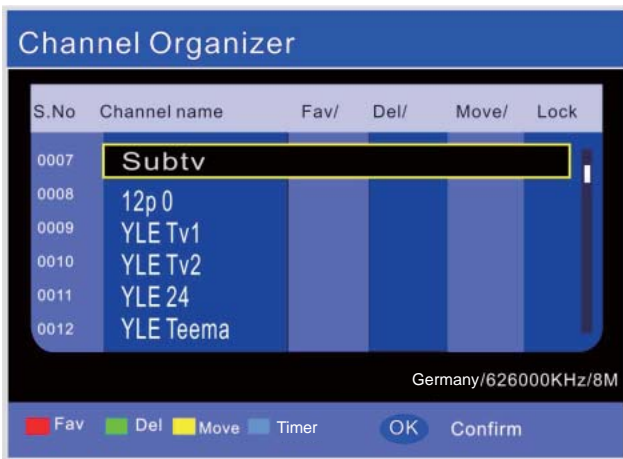 Channel Organizer
S.No Channel name Fav/ Del/ Move/ Lock
0007 Subtv
0008 12p 0
0009 YLE Tv1
0010 YLE Tv2
0011 YLE 24
0012 YLE Teema
Germany/626000KHz/8M
Fav Del Move Timer OK Confirm